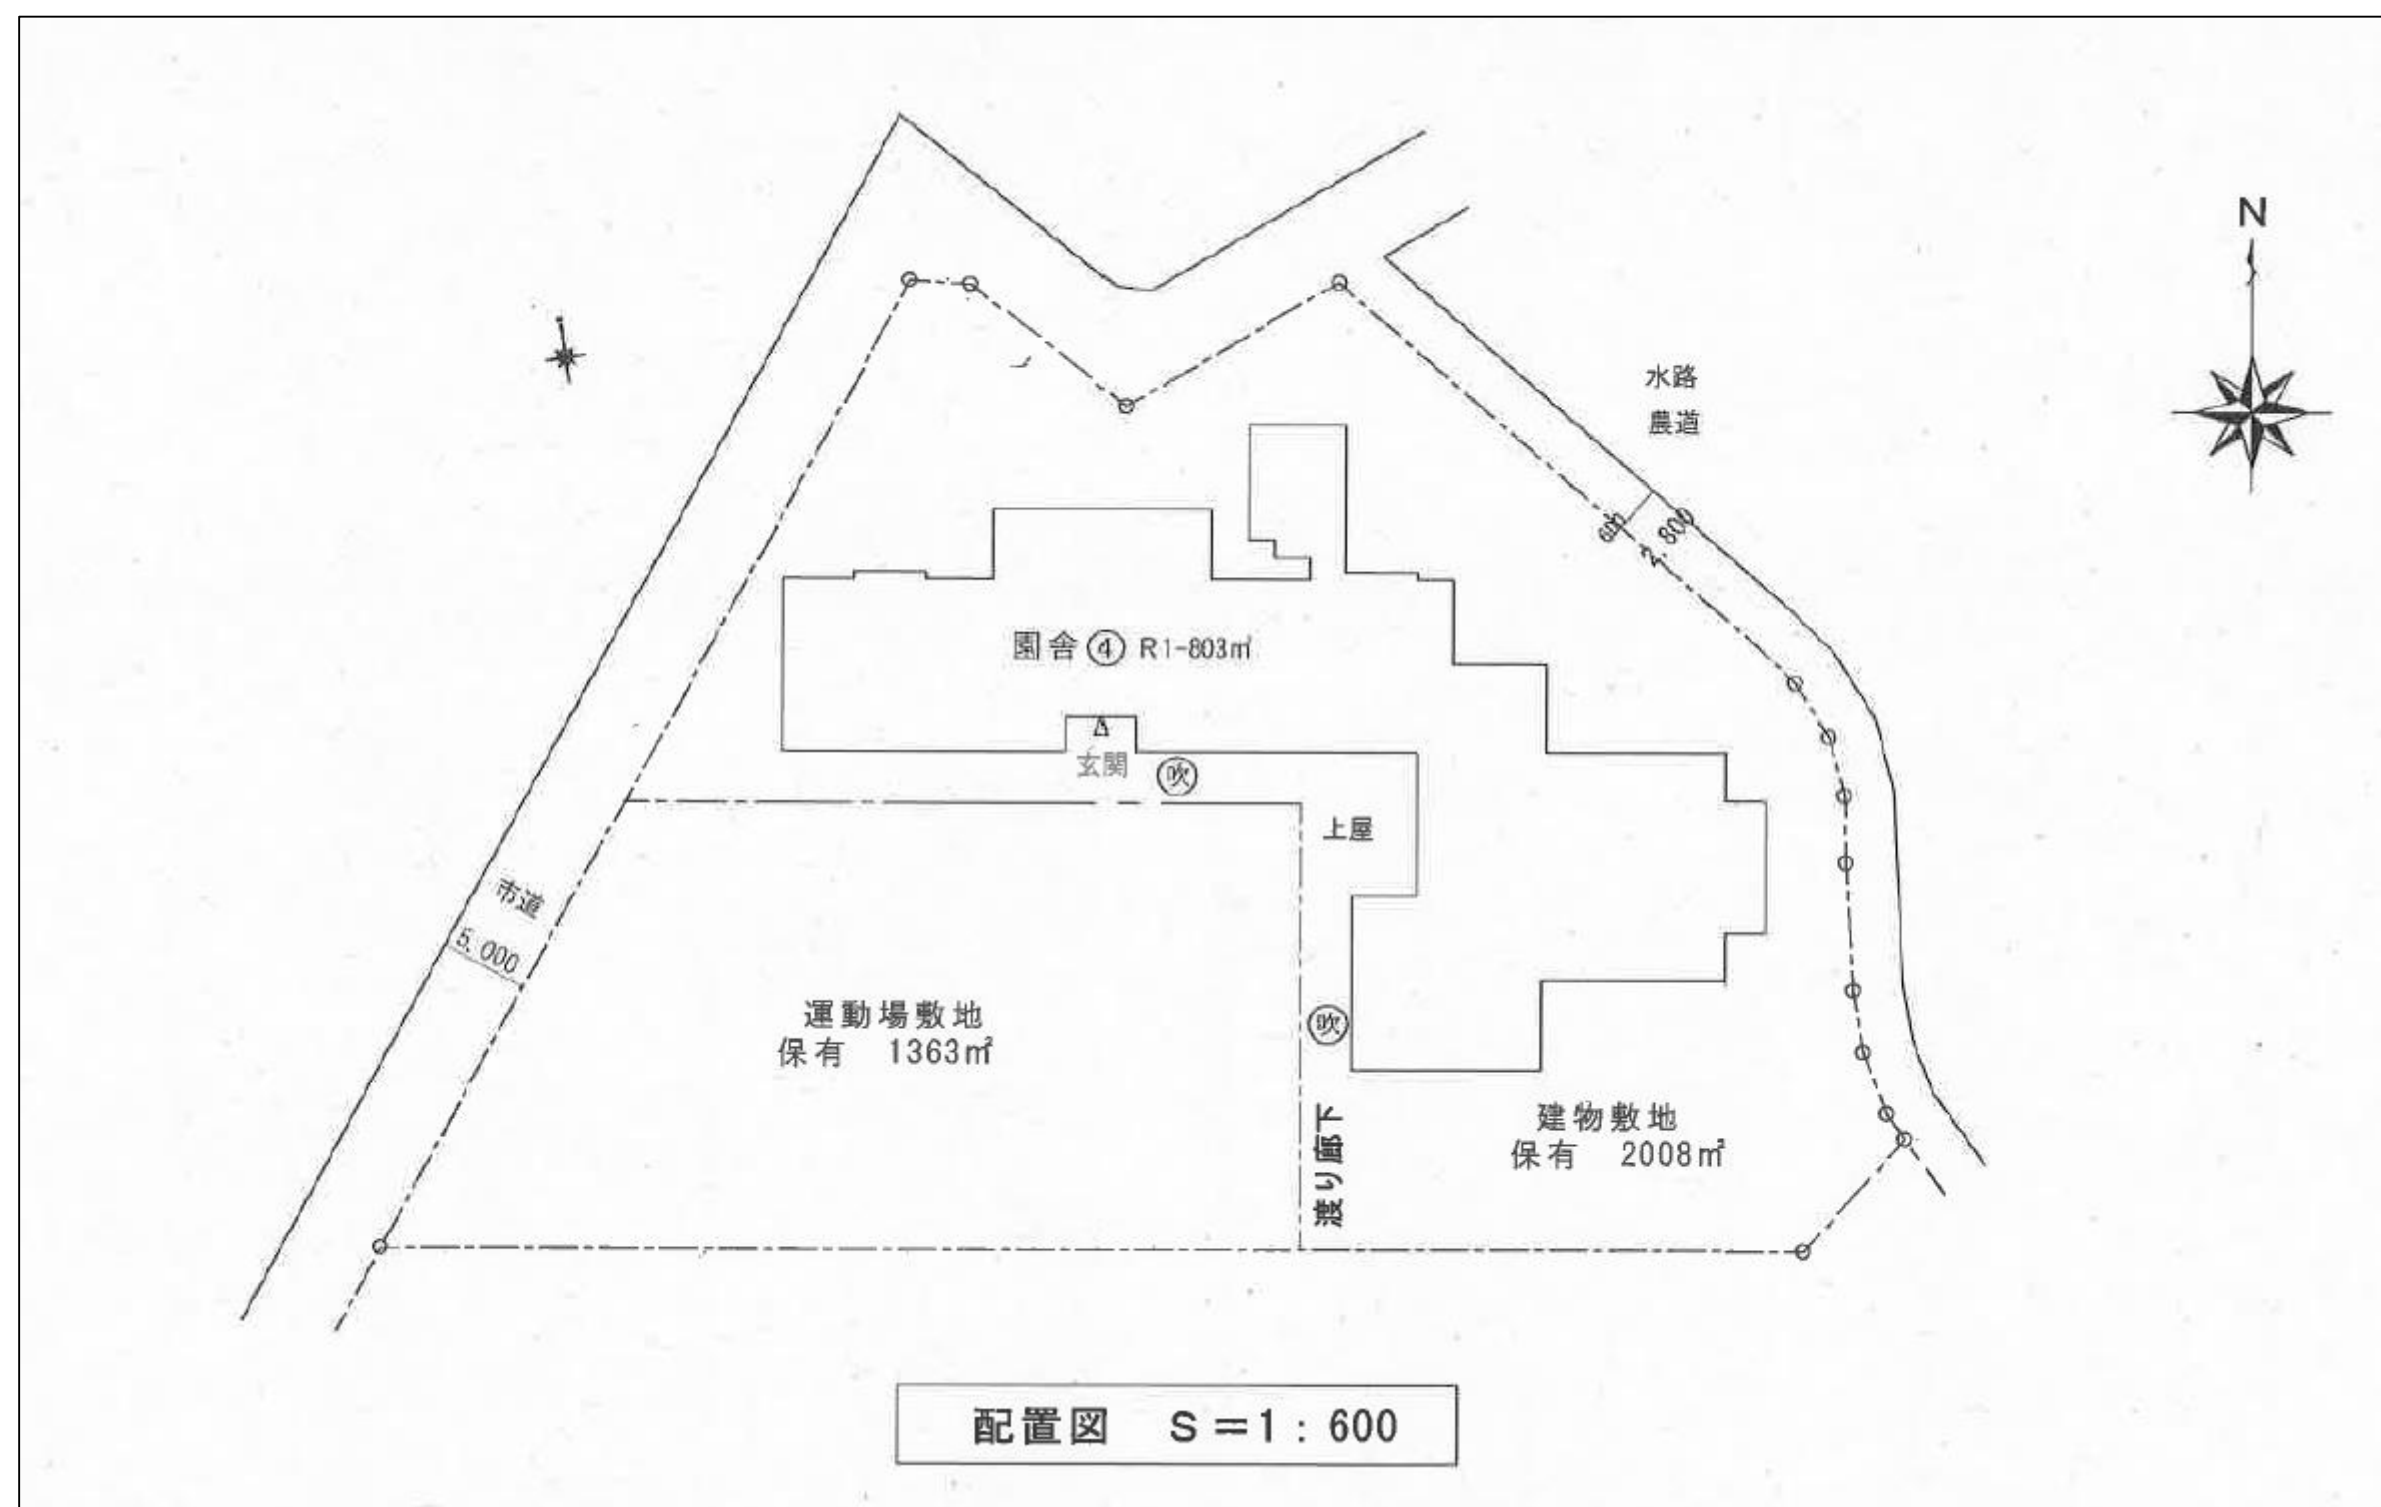 N
水路
農道
600
2.800
園舎④ R1-803㎡
玄関
吹
上屋
市道
5.000
運動場敷地
保有 1363㎡
吹
渡り廊下
建物敷地
保有 2008㎡
配置図 S=1:600